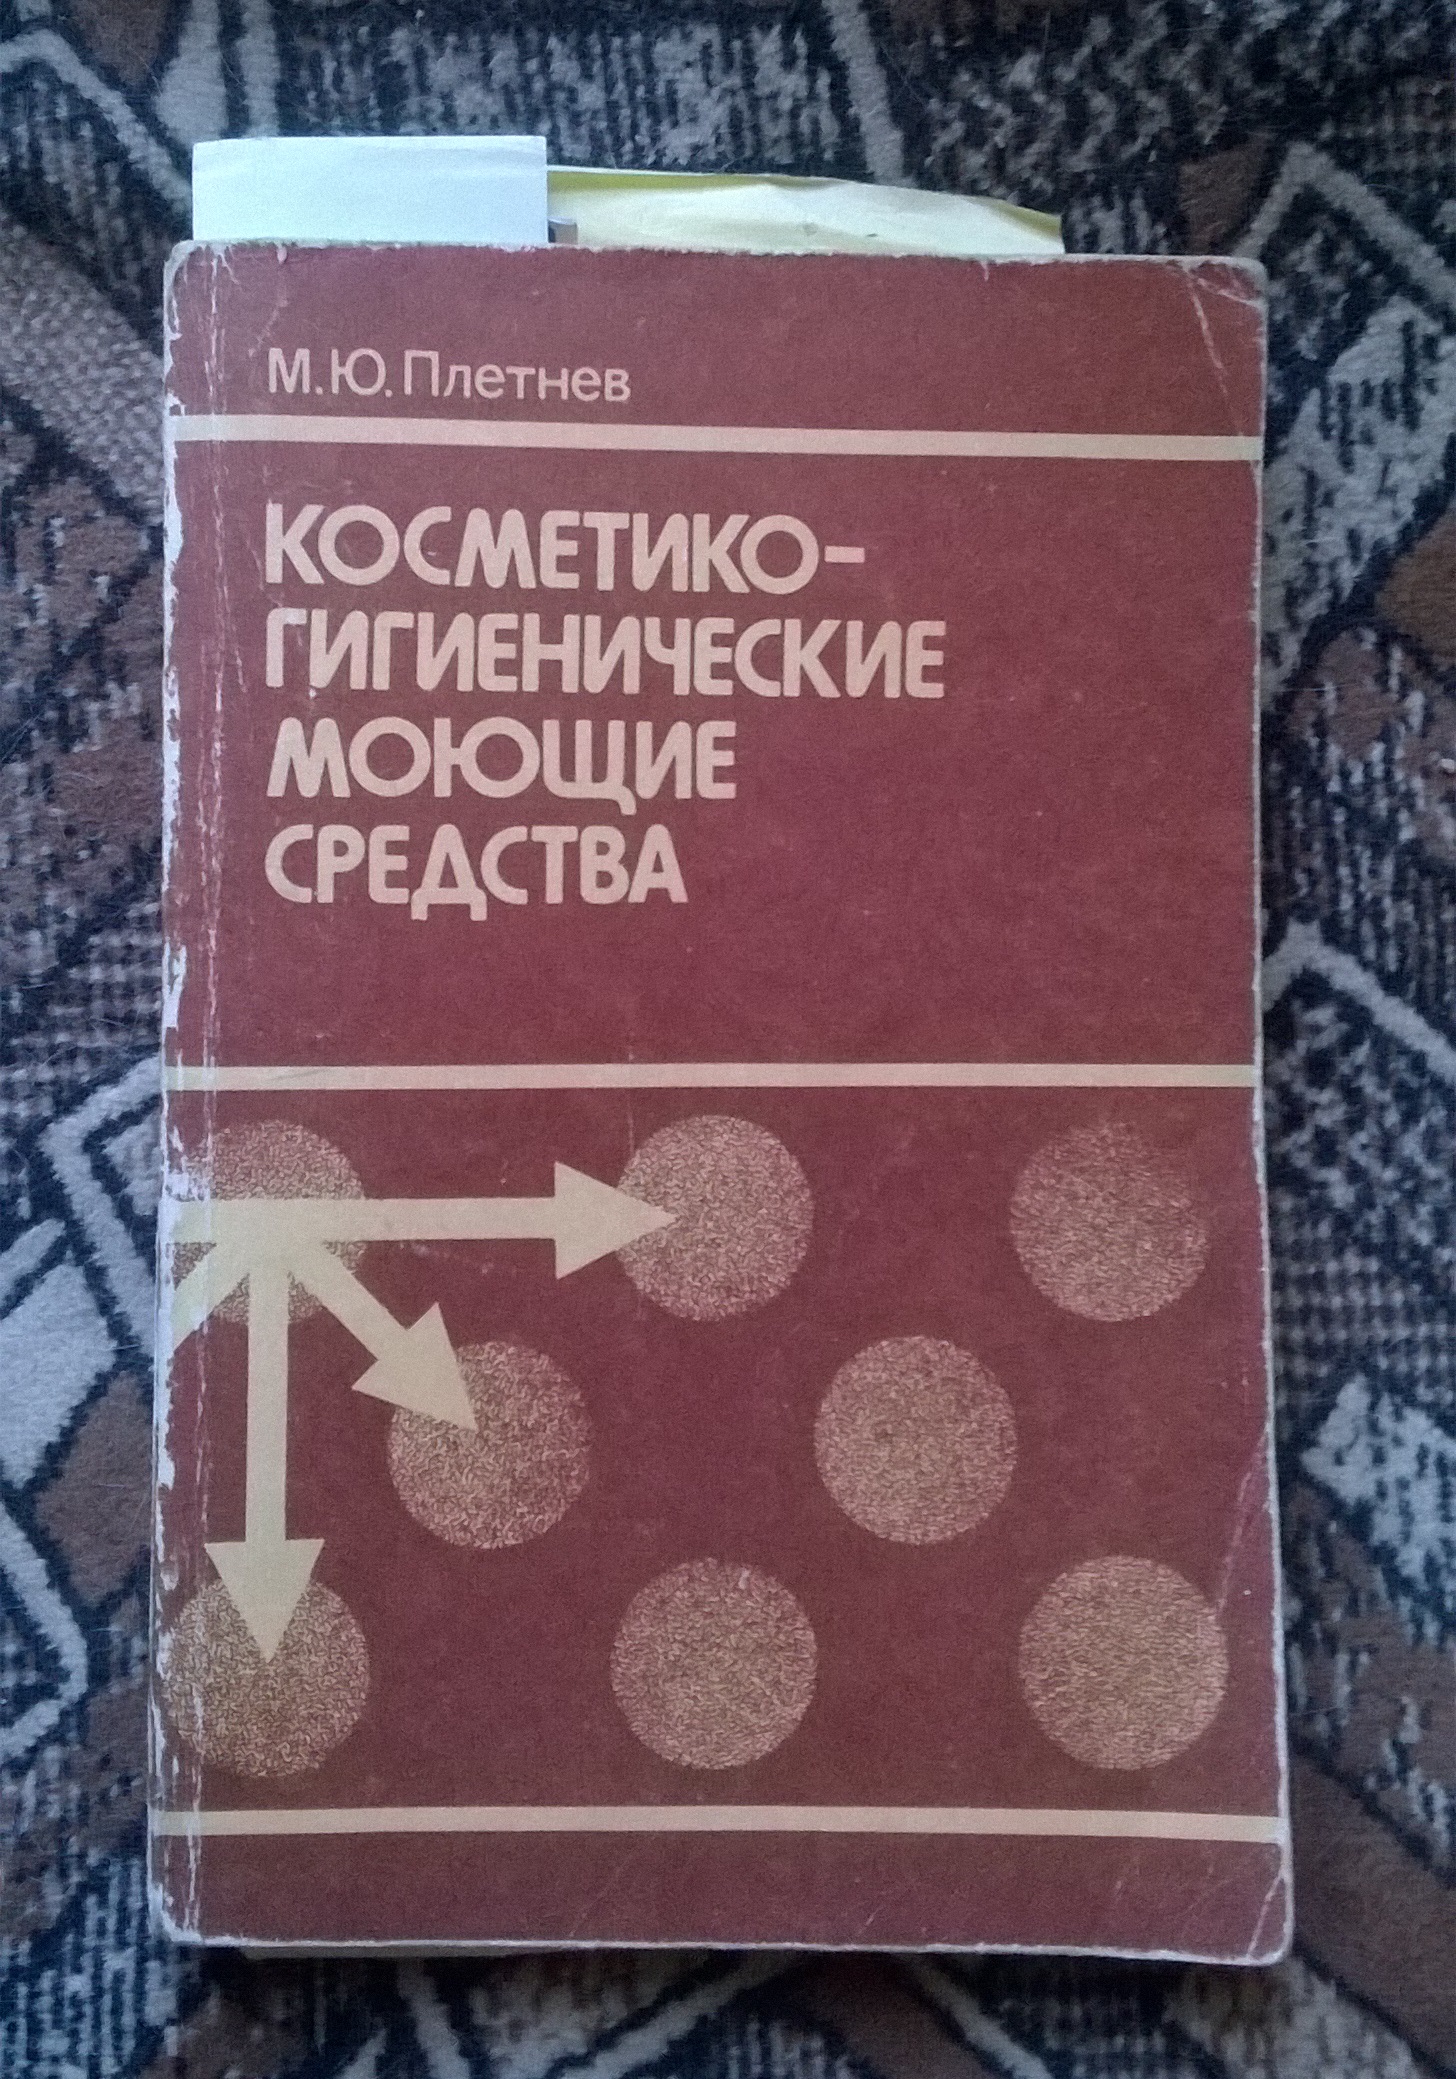 М.Ю.Плетнев
КОСМЕТИКО-
ГИГИЕНИЧЕСКИЕ
МОЮЩИЕ
СРЕДСТВА